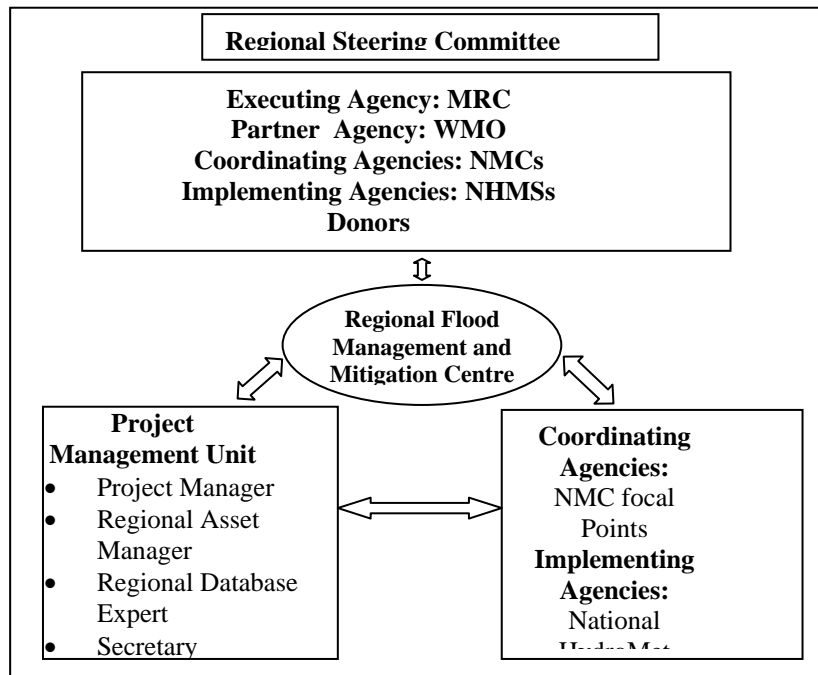 Regional Steering Committee
Executing Agency: MRC
Partner Agency: WMO
Coordinating Agencies: NMCs
Implementing Agencies: NHMSs
Donors
Regional Flood
Management and
Mitigation Centre
Project
Management Unit
• Project Manager
• Regional Asset
Manager
• Regional Database
Expert
• Secretary
Coordinating
Agencies:
NMC focal
Points
Implementing
Agencies:
National